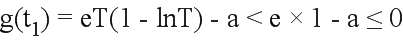 g(t₁) = eT(1 - lnT) - a < e × 1 - a ≤ 0